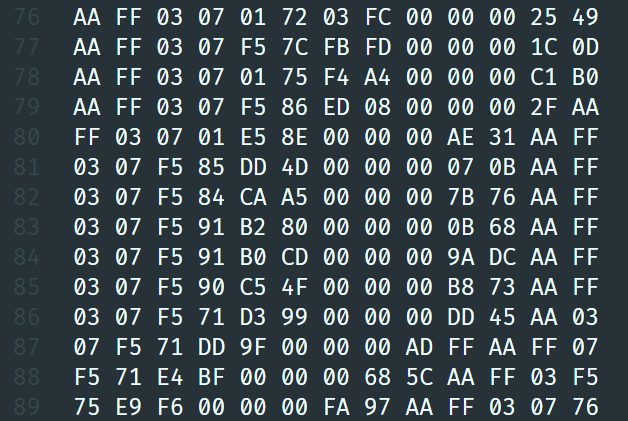 76 AA FF 03 07 01 72 03 FC 00 00 00 25 49
77 AA FF 03 07 F5 7C FB FD 00 00 00 1C 0D
78 AA FF 03 07 01 75 F4 A4 00 00 00 C1 B0
79 AA FF 03 07 F5 86 ED 08 00 00 00 2F AA
80 FF 03 07 01 E5 8E 00 00 00 AE 31 AA FF
81 03 07 F5 85 DD 4D 00 00 00 07 0B AA FF
82 03 07 F5 84 CA A5 00 00 00 7B 76 AA FF
83 03 07 F5 91 B2 80 00 00 00 0B 68 AA FF
84 03 07 F5 91 B0 CD 00 00 00 9A DC AA FF
85 03 07 F5 90 C5 4F 00 00 00 B8 73 AA FF
86 03 07 F5 71 D3 99 00 00 00 DD 45 AA 03
87 07 F5 71 DD 9F 00 00 00 AD FF AA FF 07
88 F5 71 E4 BF 00 00 00 68 5C AA FF 03 F5
89 75 E9 F6 00 00 00 FA 97 AA FF 03 07 76